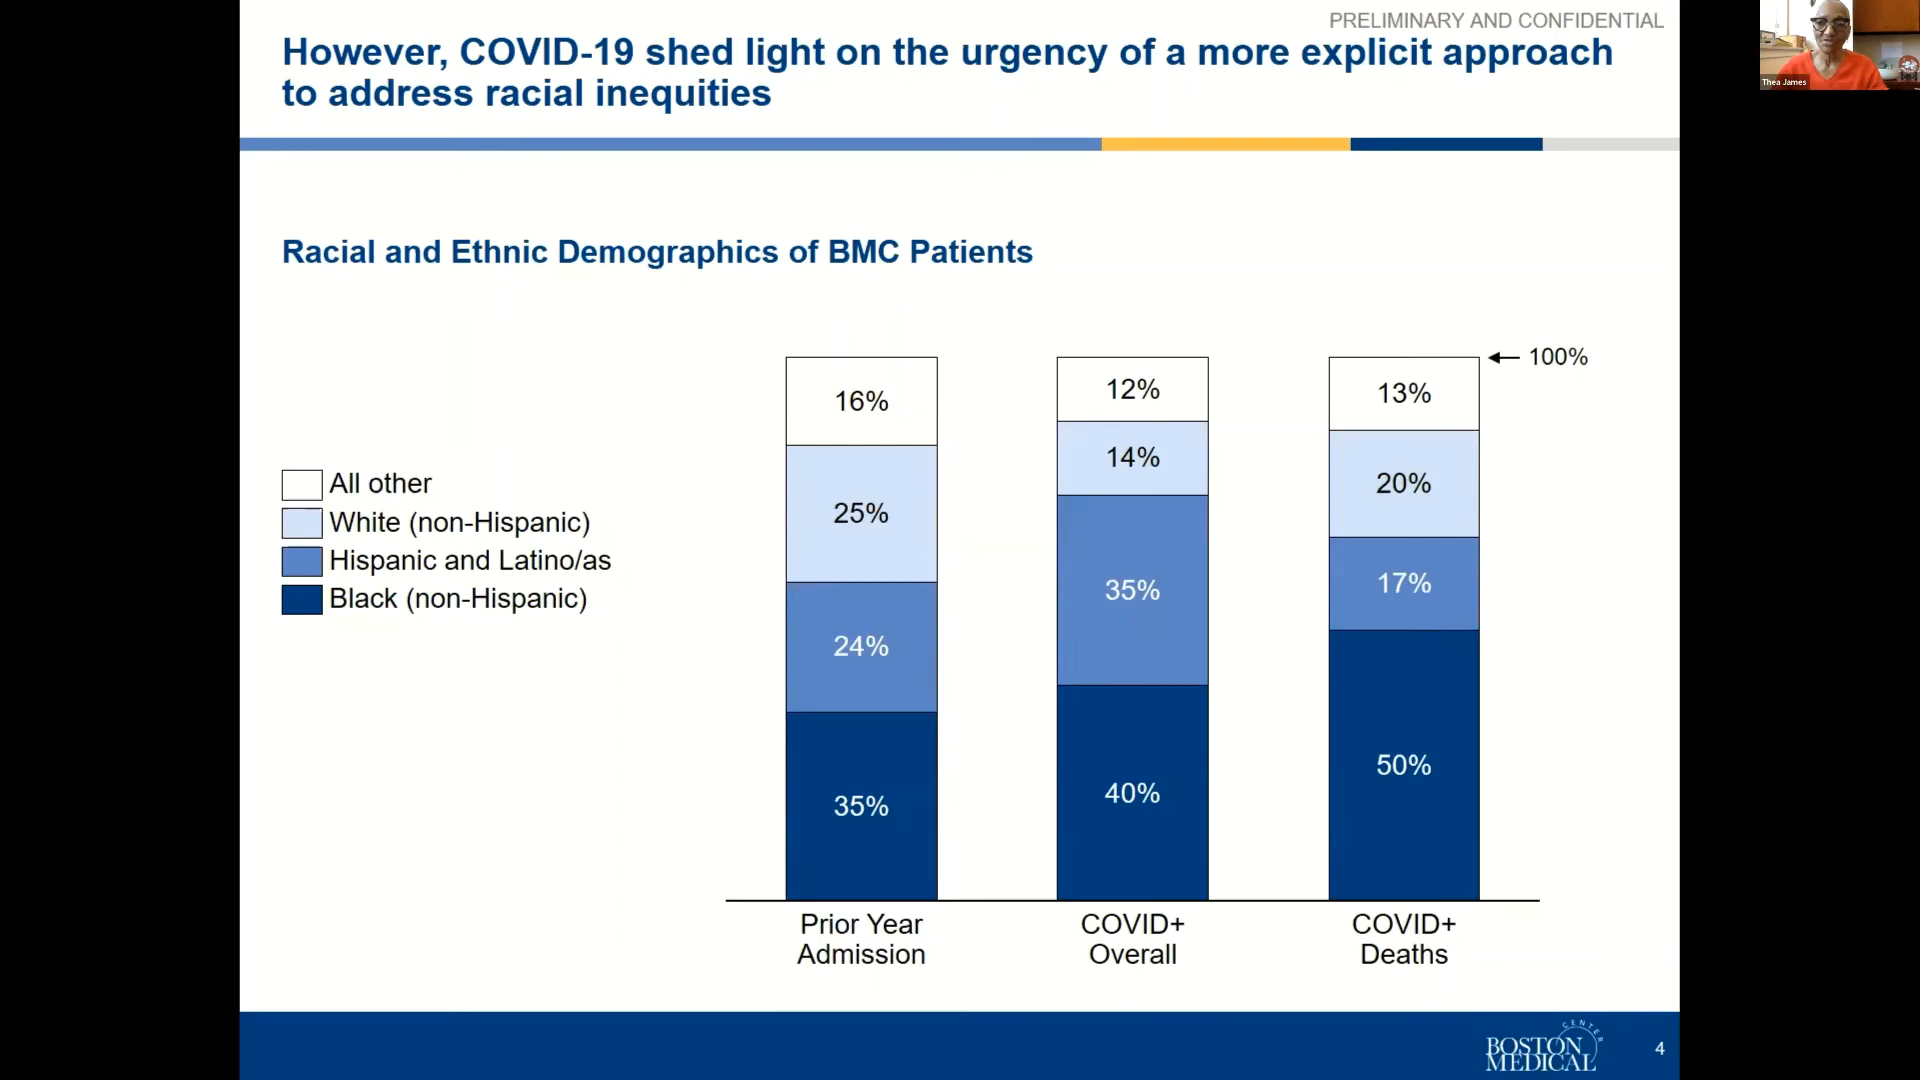 PRELIMINARY AND CONFIDENTIAL
However, COVID-19 shed light on the urgency of a more explicit approach
to address racial inequities
Thea James
Racial and Ethnic Demographics of BMC Patients
All other
White (non-Hispanic)
Hispanic and Latino/as
Black (non-Hispanic)
100%
16%
25%
24%
35%
12%
14%
35%
40%
13%
20%
17%
50%
Prior Year
Admission
COVID+
Overall
COVID+
Deaths
BOSTON
MEDICAL
CENTER
4